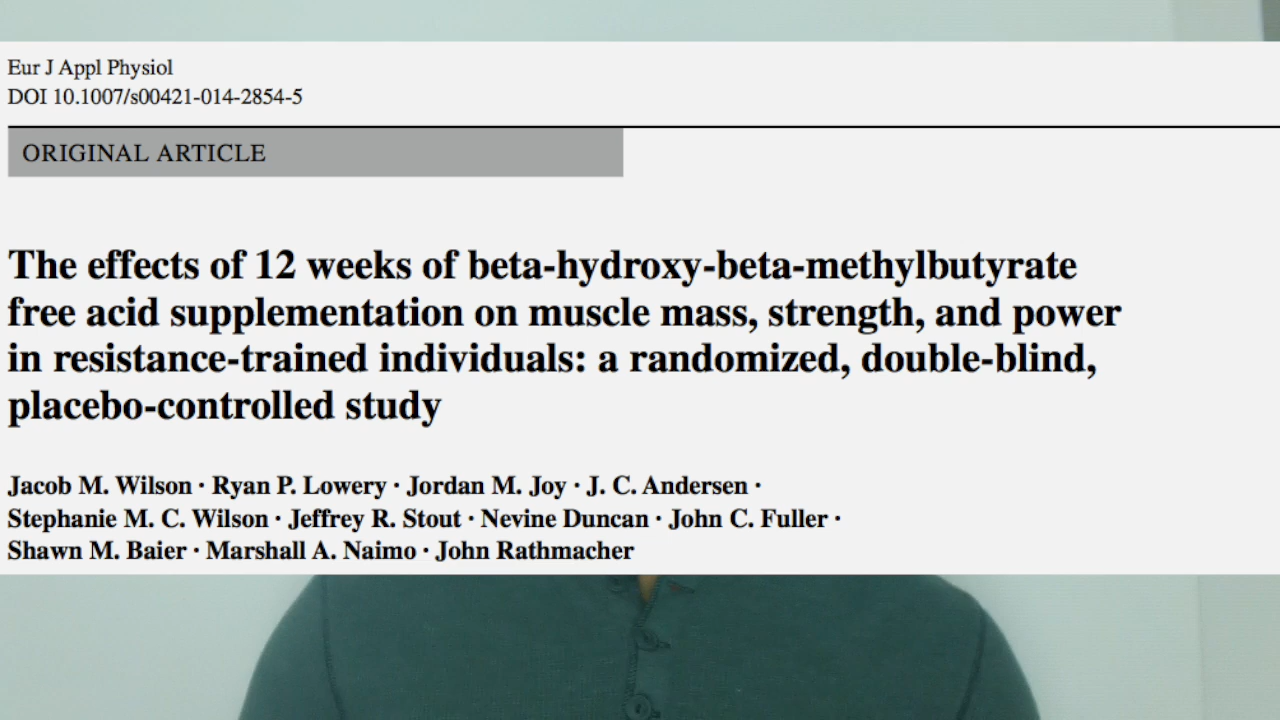 Eur J Appl Physiol
DOI 10.1007/s00421-014-2854-5
ORIGINAL ARTICLE
The effects of 12 weeks of beta-hydroxy-beta-methylbutyrate
free acid supplementation on muscle mass, strength, and power
in resistance-trained individuals: a randomized, double-blind,
placebo-controlled study
Jacob M. Wilson · Ryan P. Lowery · Jordan M. Joy · J. C. Andersen ·
Stephanie M. C. Wilson · Jeffrey R. Stout · Nevine Duncan · John C. Fuller ·
Shawn M. Baier · Marshall A. Naimo · John Rathmacher